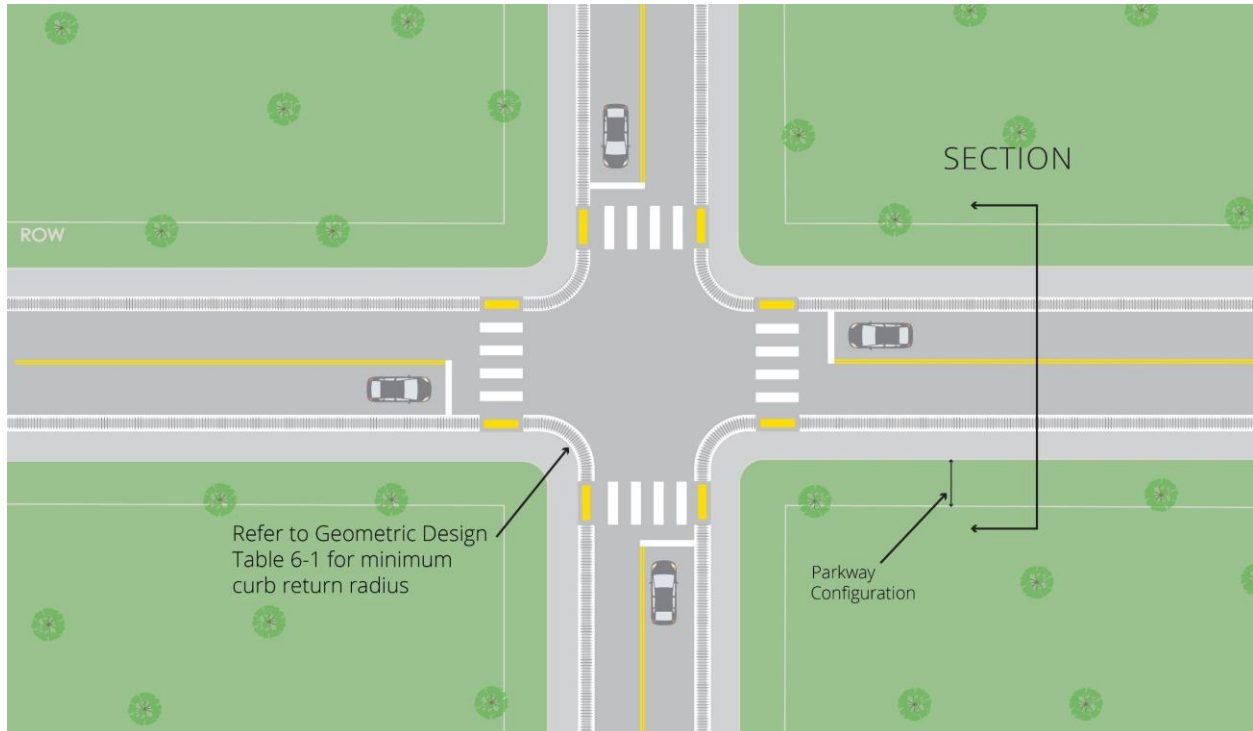 SECTION
ROW
Refer to Geometric Design
Table 6-1 for minimum
curb return radius
Parkway
Configuration